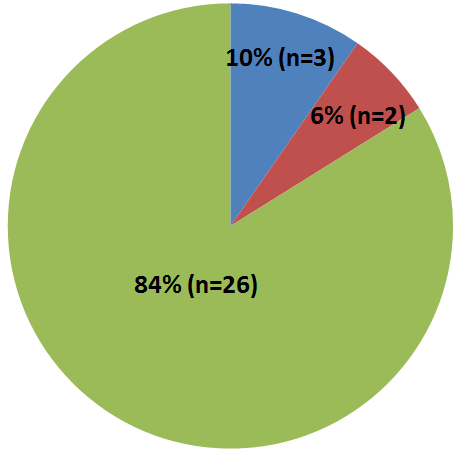 10% (n=3)
6% (n=2)
84% (n=26)